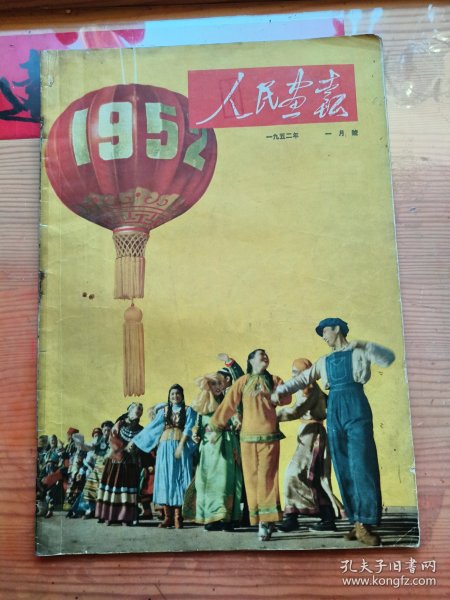 人民画报
1952
一九五二年 一月號
孔夫子旧书网
www.kongfz.com